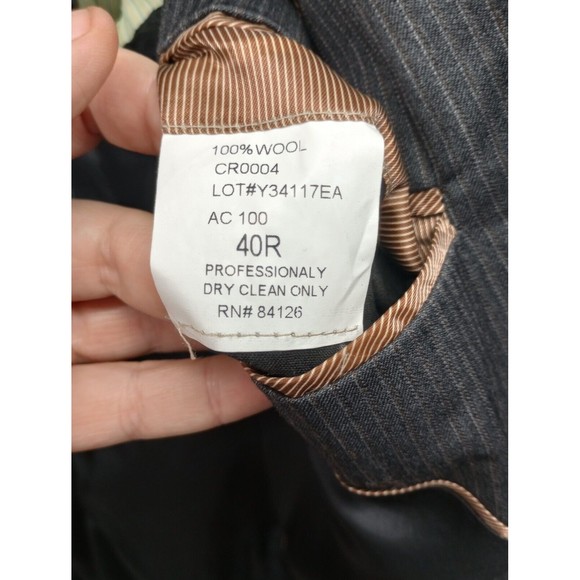 100%WOOL
CR0004
LOT#Y34117EA
AC 100
40R
PROFESSIONALY
DRY CLEAN ONLY
RN# 84126